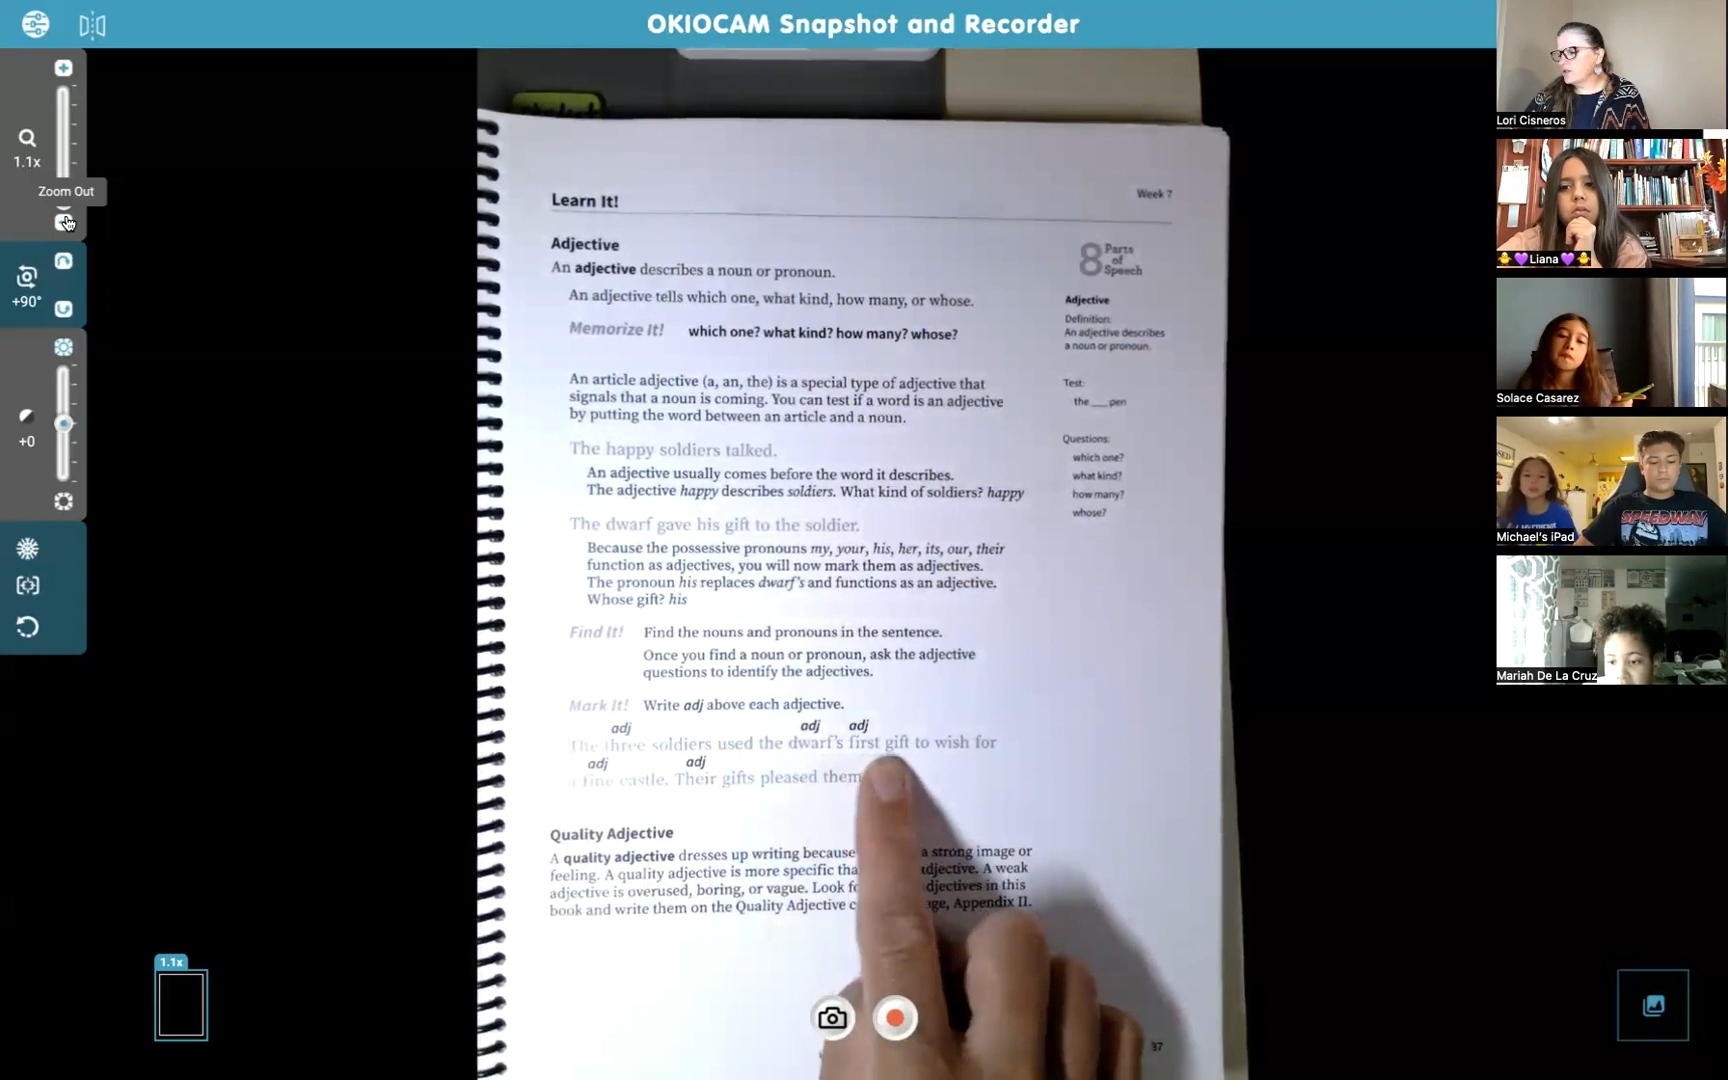 OKIOCAM Snapshot and Recorder
1.1x
Zoom Out
+90°
+0
1.1x
Learn It!
Week 7
Adjective
An adjective describes a noun or pronoun.
An adjective tells which one, what kind, how many, or whose.
Memorize It! which one? what kind? how many? whose?
An article adjective (a, an, the) is a special type of adjective that
signals that a noun is coming. You can test if a word is an adjective
by putting the word between an article and a noun.
The happy soldiers talked.
An adjective usually comes before the word it describes.
The adjective happy describes soldiers. What kind of soldiers? happy
The dwarf gave his gift to the soldier.
Because the possessive pronouns my, your, his, her, its, our, their
function as adjectives, you will now mark them as adjectives.
The pronoun his replaces dwarf's and functions as an adjective.
Whose gift? his
Find It! Find the nouns and pronouns in the sentence.
Once you find a noun or pronoun, ask the adjective
questions to identify the adjectives.
Mark It! Write adj above each adjective.
adj adj adj
The three soldiers used the dwarf's first gift to wish for
adj adj
a fine castle. Their gifts pleased them
Quality Adjective
A quality adjective dresses up writing because a strong image or
feeling. A quality adjective is more specific adjective. A weak
adjective is overused, boring, or vague. Look adjectives in this
book and write them on the Quality Adjective Appendix II.
8 Parts
of
Speech
Adjective
Definition:
An adjective describes
a noun or pronoun.
Test:
the ___ pen
Questions:
which one?
what kind?
how many?
whose?
37
Lori Cisneros
Liana
Solace Casarez
Michael's iPad
SPEEDWAY
Mariah De La Cruz